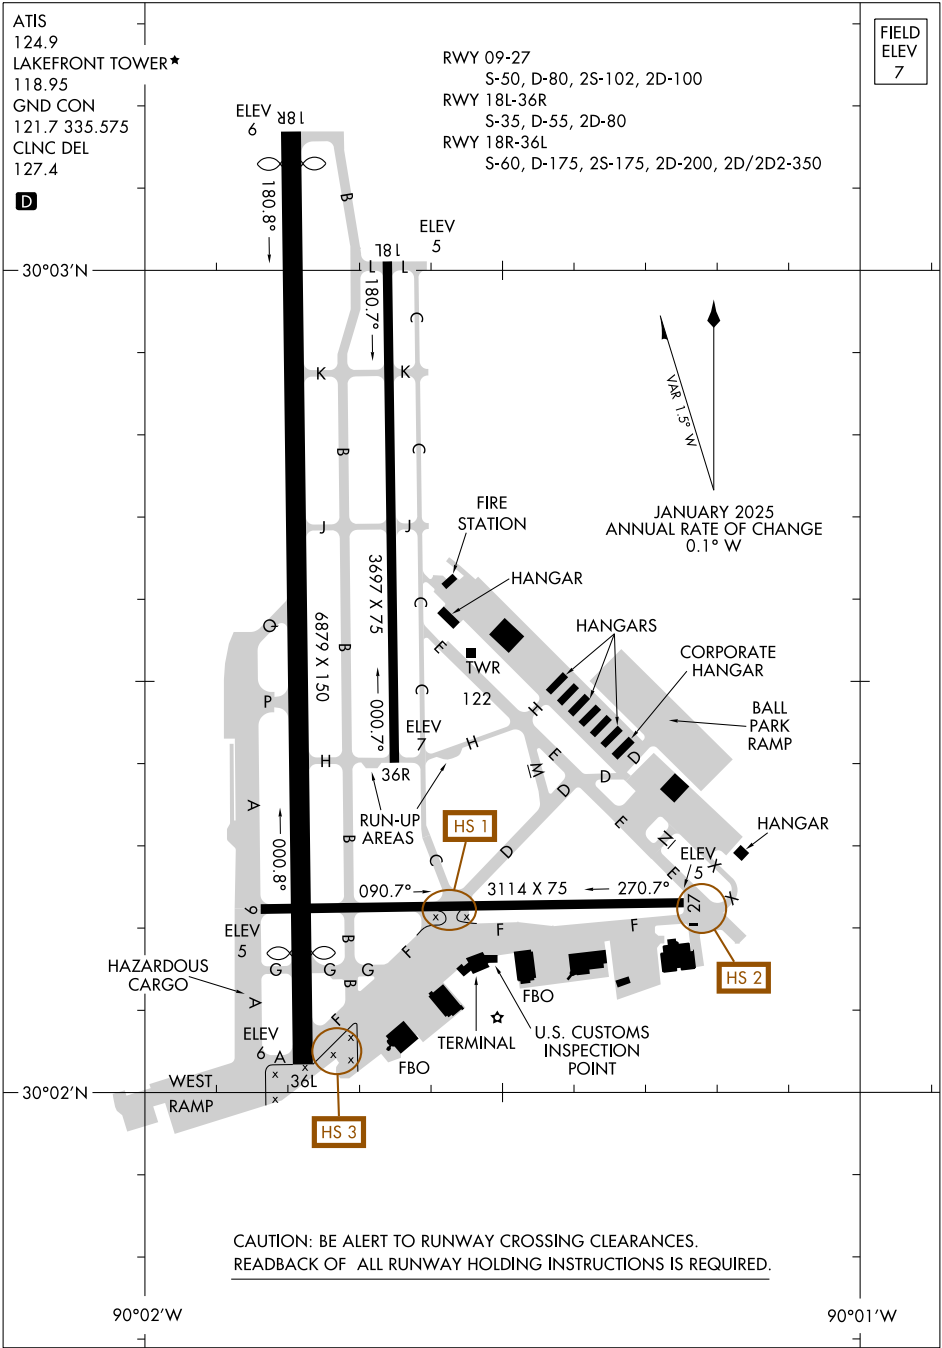 ATIS
124.9
LAKEFRONT TOWER★
118.95
GND CON
121.7 335.575
CLNC DEL
127.4
D
RWY 09-27
S-50, D-80, 2S-102, 2D-100
RWY 18L-36R
S-35, D-55, 2D-80
RWY 18R-36L
S-60, D-175, 2S-175, 2D-200, 2D/2D2-350
FIELD
ELEV
7
ELEV
6
18R
180.8°
B
ELEV
5
18L
30°03'N
L
L
180.7°
C
VAR 1.5° W
K
K
B
C
JANUARY 2025
ANNUAL RATE OF CHANGE
0.1° W
FIRE
STATION
J
J
3697 X 75
HANGAR
C
6879 X 150
Q
B
E
TWR
HANGARS
CORPORATE
HANGAR
BALL
PARK
RAMP
P
000.7°
C
122
H
ELEV
7
H
E
D
H
36R
M
D
D
A
RUN-UP
AREAS
HS 1
E
N
HANGAR
000.8°
B
C
D
E
X
X
ELEV
5
090.7°
3114 X 75
270.7°
9
27
ELEV
5
B
F
F
F
HS 2
HAZARDOUS
CARGO
G
G
G
B
A
FBO
F
TERMINAL
U.S. CUSTOMS
INSPECTION
POINT
ELEV
6
A
FBO
x
x
x
x
x
x
x
x
WEST
RAMP
36L
30°02'N
HS 3
CAUTION: BE ALERT TO RUNWAY CROSSING CLEARANCES.
READBACK OF ALL RUNWAY HOLDING INSTRUCTIONS IS REQUIRED.
90°02'W
90°01'W